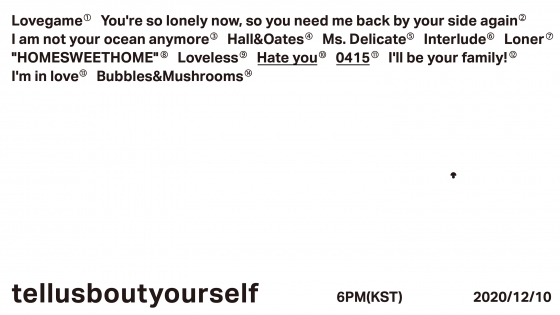 Lovegame① You're so lonely now, so you need me back by your side again②
I am not your ocean anymore③ Hall&Oates④ Ms. Delicate⑤ Interlude⑥ Loner⑦
"HOMESWEETHOME"⑧ Loveless⑨ Hate you⑩ 0415⑪ I'll be your family!⑫
I'm in love⑬ Bubbles&Mushrooms⑭
tellusboutyourself 6PM(KST) 2020/12/10